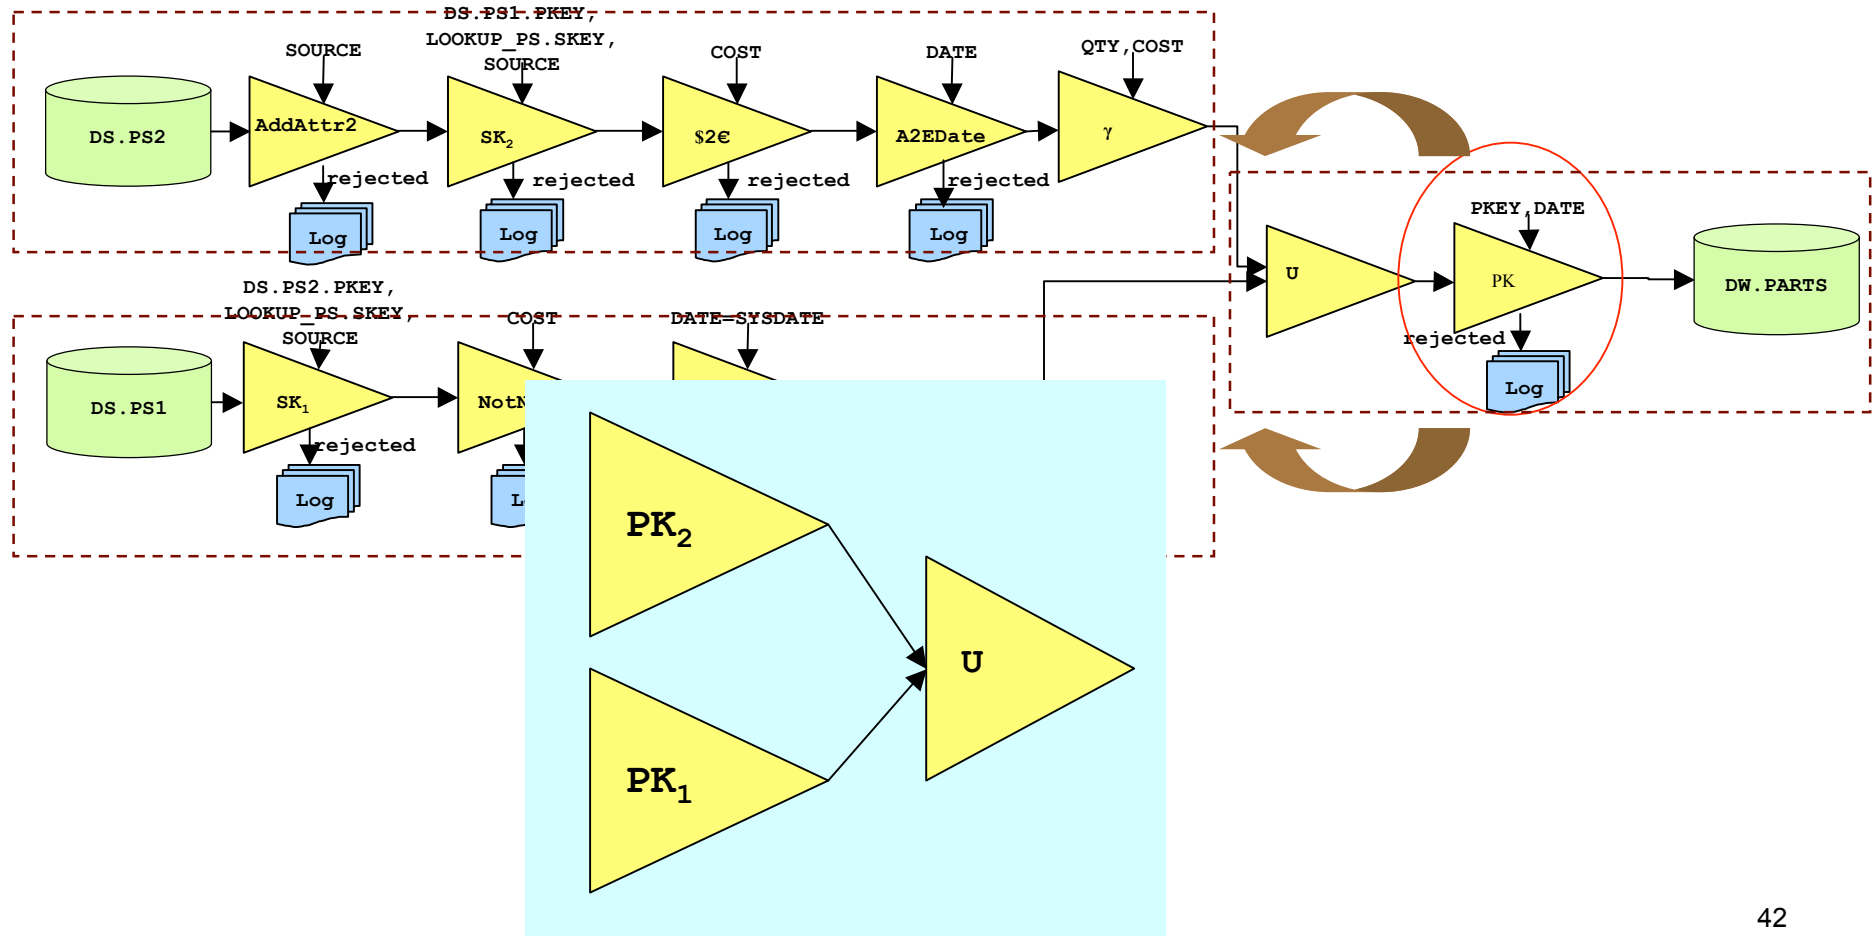 DS.PS1.PKEY,
LOOKUP_PS.SKEY,
SOURCE
SOURCE
COST
DATE
QTY,COST
DS.PS2
AddAttr2
SK2
$2€
A2EDate
γ
rejected
rejected
rejected
rejected
Log
Log
Log
Log
PKEY,DATE
U
PK
DW.PARTS
rejected
Log
DS.PS2.PKEY,
LOOKUP_PS.SKEY,
SOURCE
COST
DATE=SYSDATE
DS.PS1
SK1
NotN
rejected
Log
L
PK2
U
PK1
42